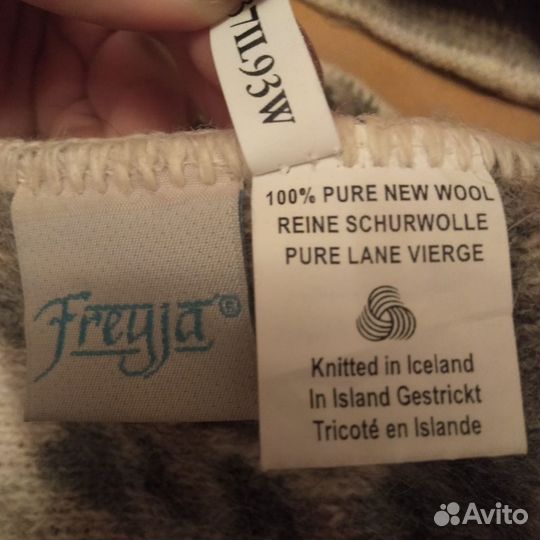 7IL93W
100% PURE NEW WOOL
REINE SCHURWOLLE
PURE LANE VIERGE
Freyja®
Knitted in Iceland
In Island Gestrickt
Tricoté en Islande
Avito